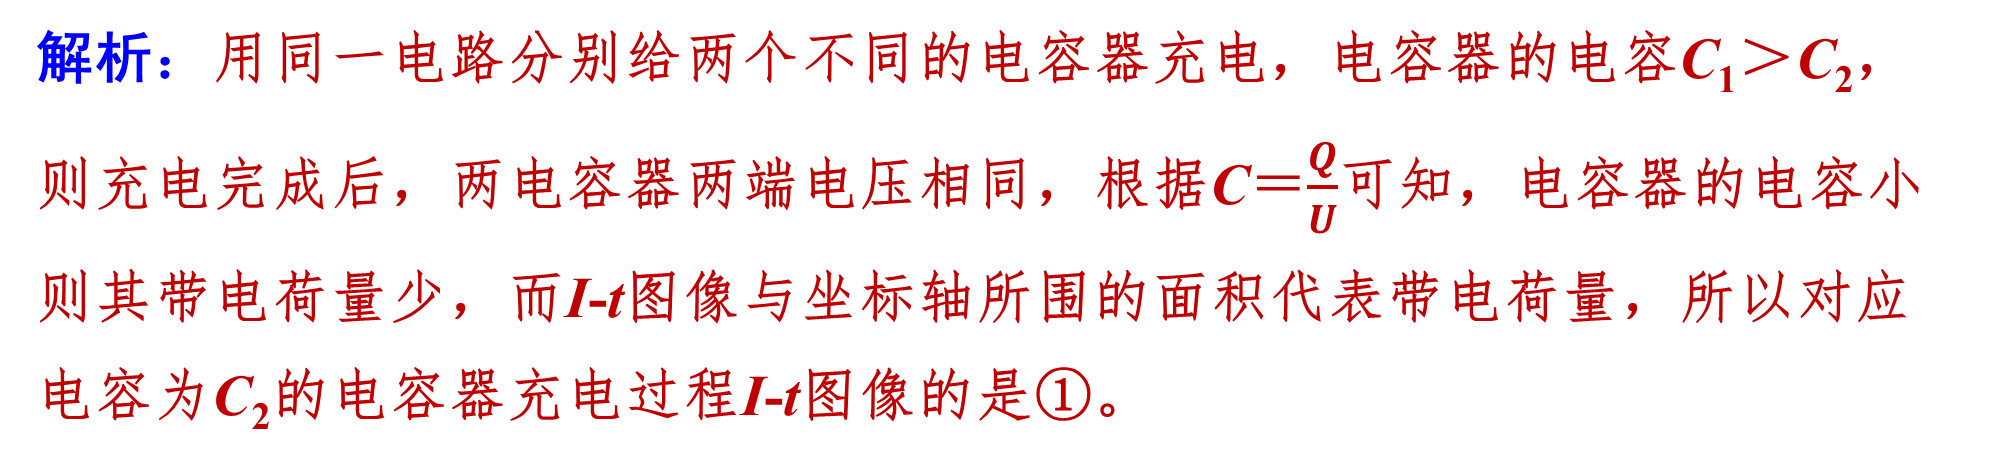 解析：用同一电路分别给两个不同的电容器充电，电容器的电容C₁＞C₂，
则充电完成后，两电容器两端电压相同，根据C＝Q/U可知，电容器的电容小
则其带电荷量少，而I-t图像与坐标轴所围的面积代表带电荷量，所以对应
电容为C₂的电容器充电过程I-t图像的是①。